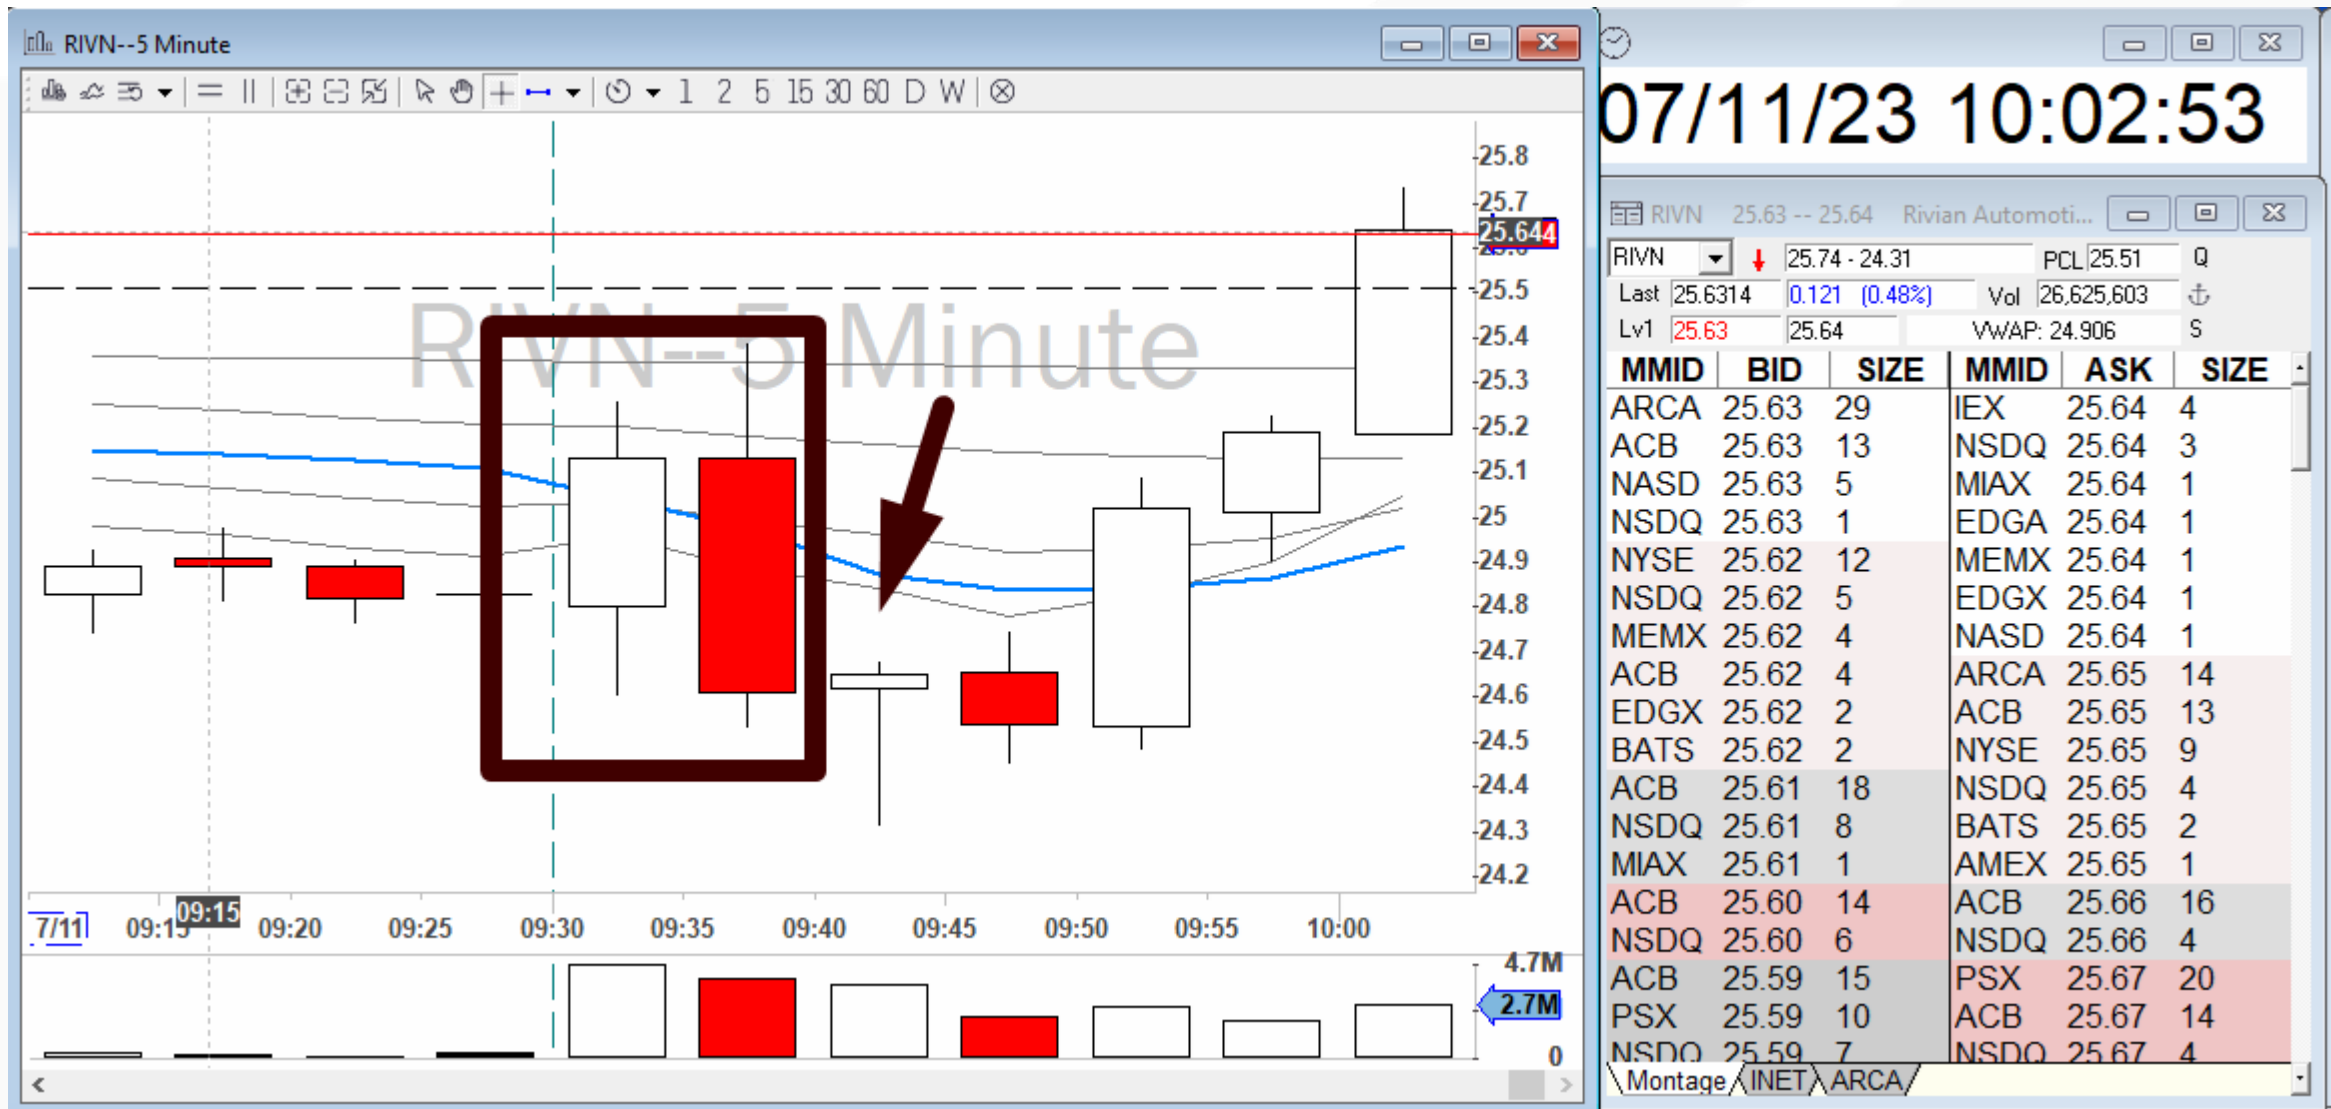 RIVN--5 Minute
1 2 5 15 30 60 D W
RIVN--5 Minute
25.8
25.7
25.644
25.5
25.4
25.3
25.2
25.1
25
24.9
24.8
24.7
24.6
24.5
24.4
24.3
24.2
7/11 09:15 09:15 09:20 09:25 09:30 09:35 09:40 09:45 09:50 09:55 10:00
4.7M
2.7M
0
07/11/23 10:02:53
RIVN 25.63 -- 25.64 Rivian Automoti...
RIVN 25.74 - 24.31 PCL 25.51 Q
Last 25.6314 0.121 (0.48%) Vol 26,625,603
Lv1 25.63 25.64 VWAP: 24.906 S
MMID BID SIZE MMID ASK SIZE
ARCA 25.63 29 IEX 25.64 4
ACB 25.63 13 NSDQ 25.64 3
NASD 25.63 5 MIAX 25.64 1
NSDQ 25.63 1 EDGA 25.64 1
NYSE 25.62 12 MEMX 25.64 1
NSDQ 25.62 5 EDGX 25.64 1
MEMX 25.62 4 NASD 25.64 1
ACB 25.62 4 ARCA 25.65 14
EDGX 25.62 2 ACB 25.65 13
BATS 25.62 2 NYSE 25.65 9
ACB 25.61 18 NSDQ 25.65 4
NSDQ 25.61 8 BATS 25.65 2
MIAX 25.61 1 AMEX 25.65 1
ACB 25.60 14 ACB 25.66 16
NSDQ 25.60 6 NSDQ 25.66 4
ACB 25.59 15 PSX 25.67 20
PSX 25.59 10 ACB 25.67 14
NSDQ 25.59 7 NSDQ 25.67 4
Montage INET ARCA